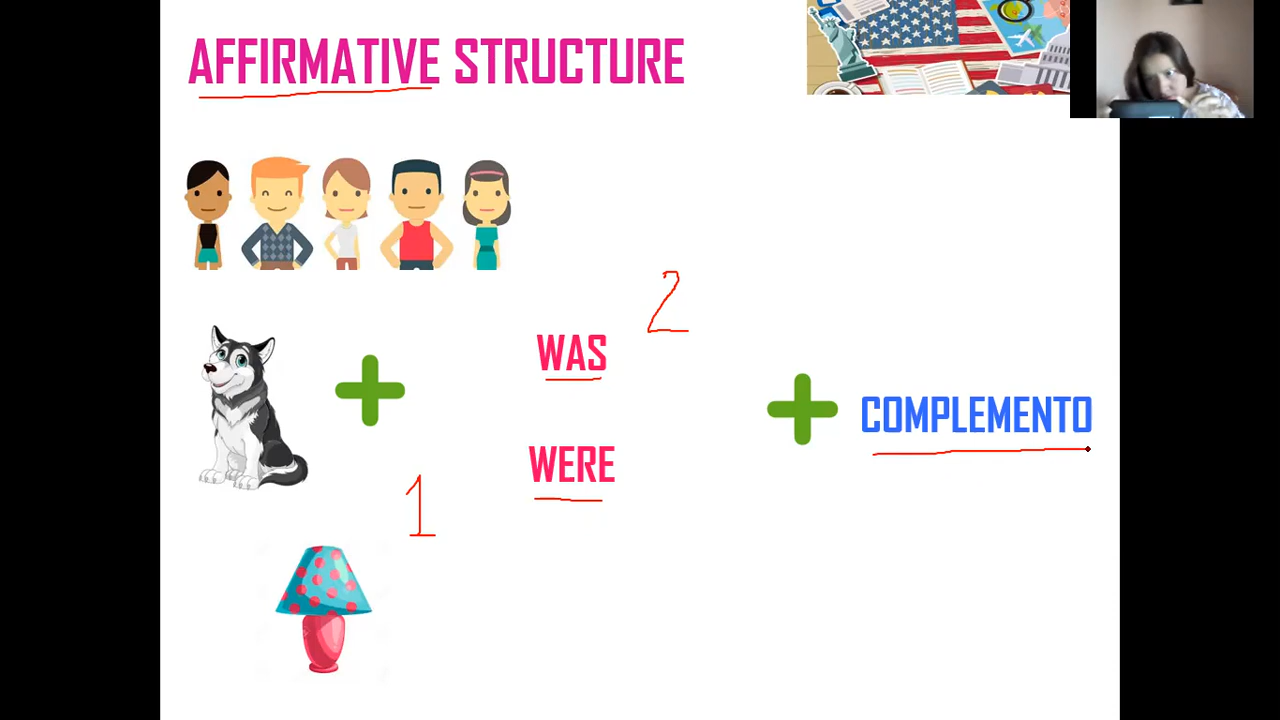 AFFIRMATIVE STRUCTURE
2
WAS
COMPLEMENTO
WERE
1